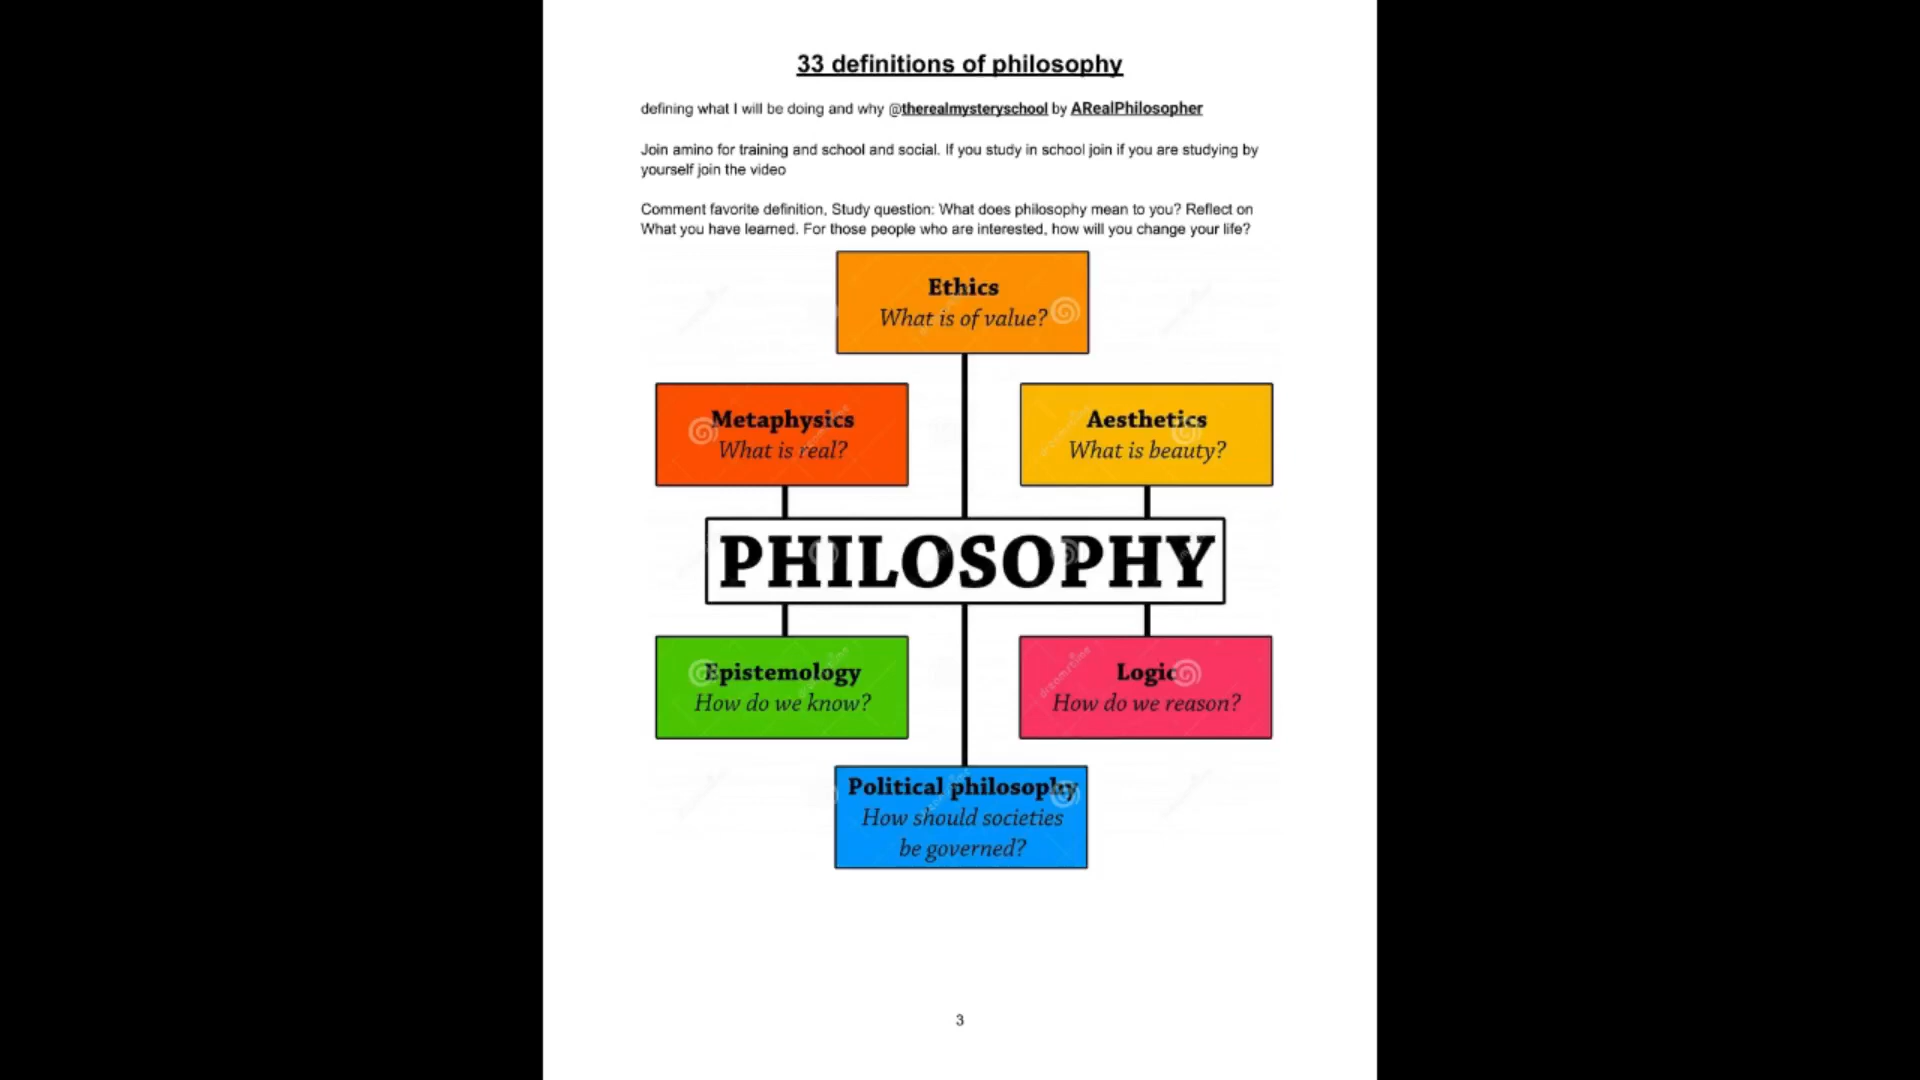 33 definitions of philosophy
defining what I will be doing and why @therealmysteryschool by ARealPhilosopher
Join amino for training and school and social. If you study in school join if you are studying by
yourself join the video
Comment favorite definition, Study question: What does philosophy mean to you? Reflect on
What you have learned. For those people who are interested, how will you change your life?
Ethics
What is of value?
Metaphysics
What is real?
Aesthetics
What is beauty?
PHILOSOPHY
Epistemology
How do we know?
Logic
How do we reason?
Political philosophy
How should societies
be governed?
3